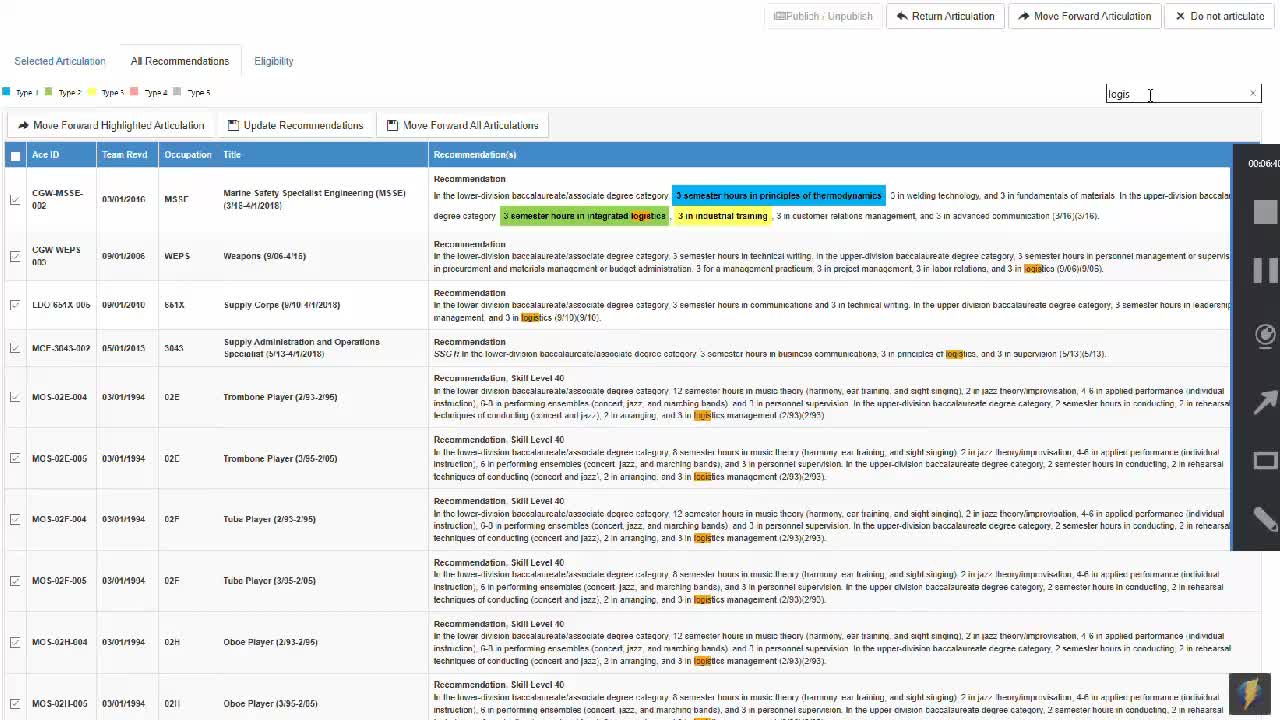 Publish / Unpublish Return Articulation Move Forward Articulation Do not articulate
Selected Articulation All Recommendations Eligibility
Type 1 Type 2 Type 3 Type 4 Type 5
logis
Move Forward Highlighted Articulation Update Recommendations Move Forward All Articulations
Ace ID Team Revd Occupation Title Recommendation(s)
CGW-MSSE-002 03/01/2016 MSSE Marine Safety Specialist Engineering (MSSE) (3/16-4/1/2018)
Recommendation
In the lower-division baccalaureate/associate degree category 3 semester hours in principles of thermodynamics 3 in welding technology, and 3 in fundamentals of materials. In the upper-division
degree category 3 semester hours in integrated logistics , 3 in industrial training , 3 in customer relations management, and 3 in advanced communication (3/16)(3/16).
CGW WEPS 003 09/01/2006 WEPS Weapons (9/06-4/16)
Recommendation
In the lower-division baccalaureate/associate degree category, 3 semester hours in technical writing. In the upper-division baccalaureate degree category, 3 semester hours in personnel management or
in procurement and materials management or budget administration, 3 for a management practicum, 3 in project management, 3 in labor relations, and 3 in logistics (9/06)(9/06).
LDO 651X 005 09/01/2010 651X Supply Corps (9/10-4/1/2018)
Recommendation
In the lower-division baccalaureate/associate degree category, 3 semester hours in communications and 3 in technical writing. In the upper division baccalaureate degree category, 3 semester hours in
management, and 3 in logistics (9/10)(9/10).
MCE-3043-002 05/01/2013 3043 Supply Administration and Operations Specialist (5/13-4/1/2018)
Recommendation
In the lower-division baccalaureate/associate degree category, 3 semester hours in business communications, 3 in principles of logistics, and 3 in supervision (5/13)(5/13).
MOS-02E-004 03/01/1994 02E Trombone Player (2/93-2/95)
Recommendation, Skill Level 40
In the lower division baccalaureate/associate degree category, 12 semester hours in music theory (harmony, ear training, and sight singing), 2 in jazz theory/improvisation, 4-6 in applied performance (individual
instruction), 6-8 in performing ensembles (concert, jazz, and marching bands), and 3 in personnel supervision. In the upper-division baccalaureate degree category, 2 semester hours in conducting, 2 in rehearsal
techniques of conducting (concert and jazz), 2 in arranging, and 3 in logistics management (2/93)(2/93).
MOS-02E-005 03/01/1994 02E Trombone Player (3/95-2/05)
Recommendation, Skill Level 40
In the lower-division baccalaureate/associate degree category, 8 semester hours in music theory (harmony, ear training, and sight singing), 2 in jazz theory/improvisation, 4-6 in applied performance (individual
instruction), 6 in performing ensembles (concert, jazz, and marching bands), and 3 in personnel supervision. In the upper-division baccalaureate degree category, 2 semester hours in conducting, 2 in rehearsal
techniques of conducting (concert and jazz), 2 in arranging, and 3 in logistics management (2/93)(2/93).
MOS-02F-004 03/01/1994 02F Tuba Player (2/93-2/95)
Recommendation, Skill Level 40
In the lower-division baccalaureate/associate degree category, 12 semester hours in music theory (harmony, ear training, and sight singing), 2 in jazz theory/improvisation, 4-6 in applied performance (individual
instruction), 6-8 in performing ensembles (concert, jazz, and marching bands), and 3 in personnel supervision. In the upper-division baccalaureate degree category, 2 semester hours in conducting, 2 in rehearsal
techniques of conducting (concert and jazz), 2 in arranging, and 3 in logistics management (2/93)(2/93).
MOS-02F-005 03/01/1994 02F Tuba Player (3/95-2/05)
Recommendation, Skill Level 40
In the lower-division baccalaureate/associate degree category, 8 semester hours in music theory (harmony, ear training, and sight singing), 2 in jazz theory/improvisation, 4-6 in applied performance (individual
instruction), 6 in performing ensembles (concert, jazz, and marching bands), and 3 in personnel supervision. In the upper-division baccalaureate degree category, 2 semester hours in conducting, 2 in rehearsal
techniques of conducting (concert and jazz), 2 in arranging, and 3 in logistics management (2/93)(2/93).
MOS-02H-004 03/01/1994 02H Oboe Player (2/93-2/95)
Recommendation, Skill Level 40
In the lower division baccalaureate/associate degree category, 12 semester hours in music theory (harmony, ear training, and sight singing), 2 in jazz theory/improvisation, 4-6 in applied performance (individual
instruction), 6-8 in performing ensembles (concert, jazz, and marching bands), and 3 in personnel supervision. In the upper-division baccalaureate degree category, 2 semester hours in conducting, 2 in rehearsal
techniques of conducting (concert and jazz), 2 in arranging, and 3 in logistics management (2/93)(2/93).
MOS-02H-005 03/01/1994 02H Oboe Player (3/95-2/05)
Recommendation, Skill Level 40
In the lower-division baccalaureate/associate degree category, 8 semester hours in music theory (harmony, ear training, and sight singing), 2 in jazz theory/improvisation, 4-6 in applied performance (individual
instruction), 6 in performing ensembles (concert, jazz, and marching bands), and 3 in personnel supervision. In the upper-division baccalaureate degree category, 2 semester hours in conducting, 2 in rehearsal